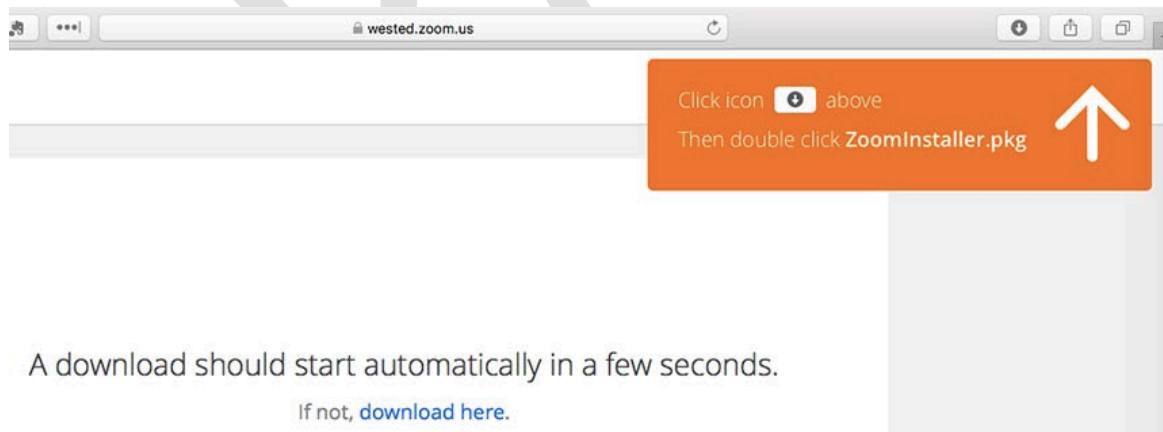 wested.zoom.us
Click icon above
Then double click ZoomInstaller.pkg
A download should start automatically in a few seconds.
If not, download here.